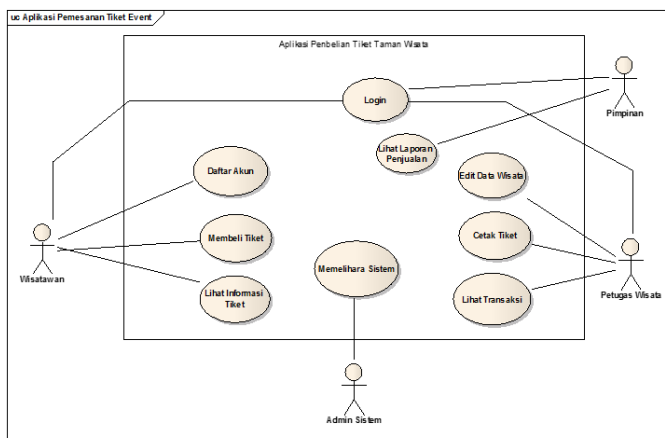 uc Aplikasi Pemesanan Tiket Event
Aplikasi Penbelian Tiket Taman Wisata
Login
Pimpinan
Lihat Laporan
Penjualan
Daftar Akun
Edit Data Wisata
Membeli Tiket
Cetak Tiket
Wisatawan
Memelihara Sistem
Petugas Wisata
Lihat Informasi
Tiket
Lihat Transaksi
Admin Sistem